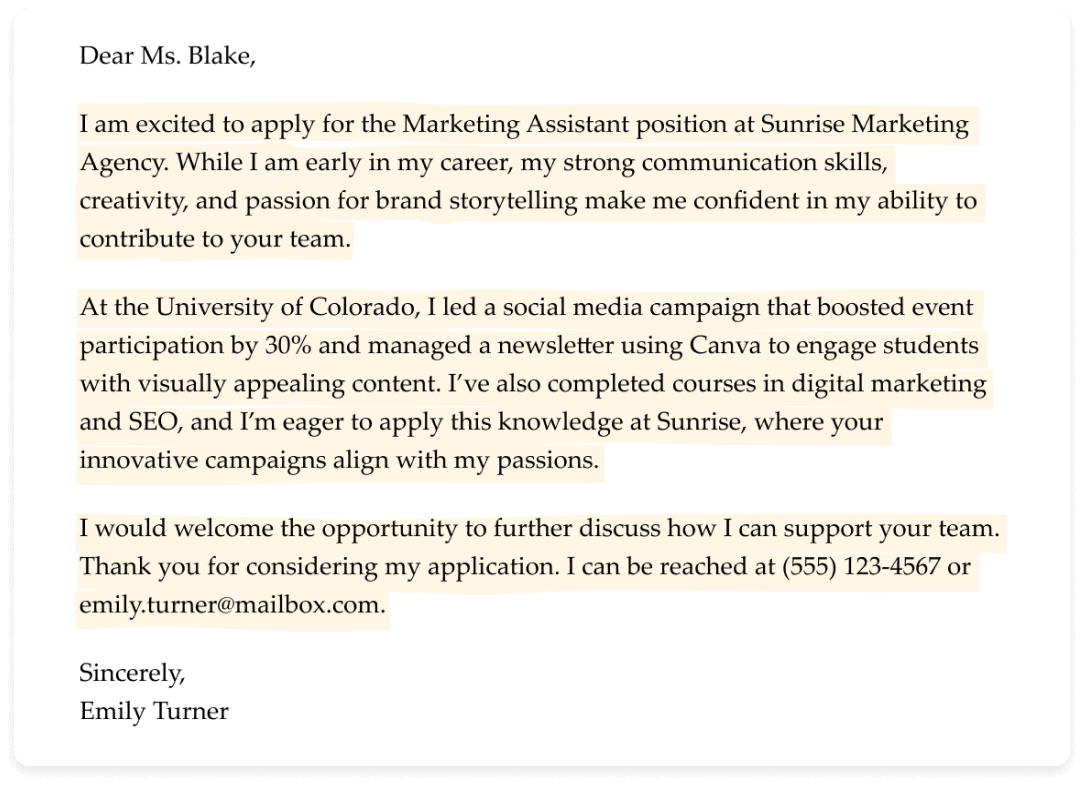 Dear Ms. Blake,
I am excited to apply for the Marketing Assistant position at Sunrise Marketing
Agency. While I am early in my career, my strong communication skills,
creativity, and passion for brand storytelling make me confident in my ability to
contribute to your team.
At the University of Colorado, I led a social media campaign that boosted event
participation by 30% and managed a newsletter using Canva to engage students
with visually appealing content. I’ve also completed courses in digital marketing
and SEO, and I’m eager to apply this knowledge at Sunrise, where your
innovative campaigns align with my passions.
I would welcome the opportunity to further discuss how I can support your team.
Thank you for considering my application. I can be reached at (555) 123-4567 or
emily.turner@mailbox.com.
Sincerely,
Emily Turner